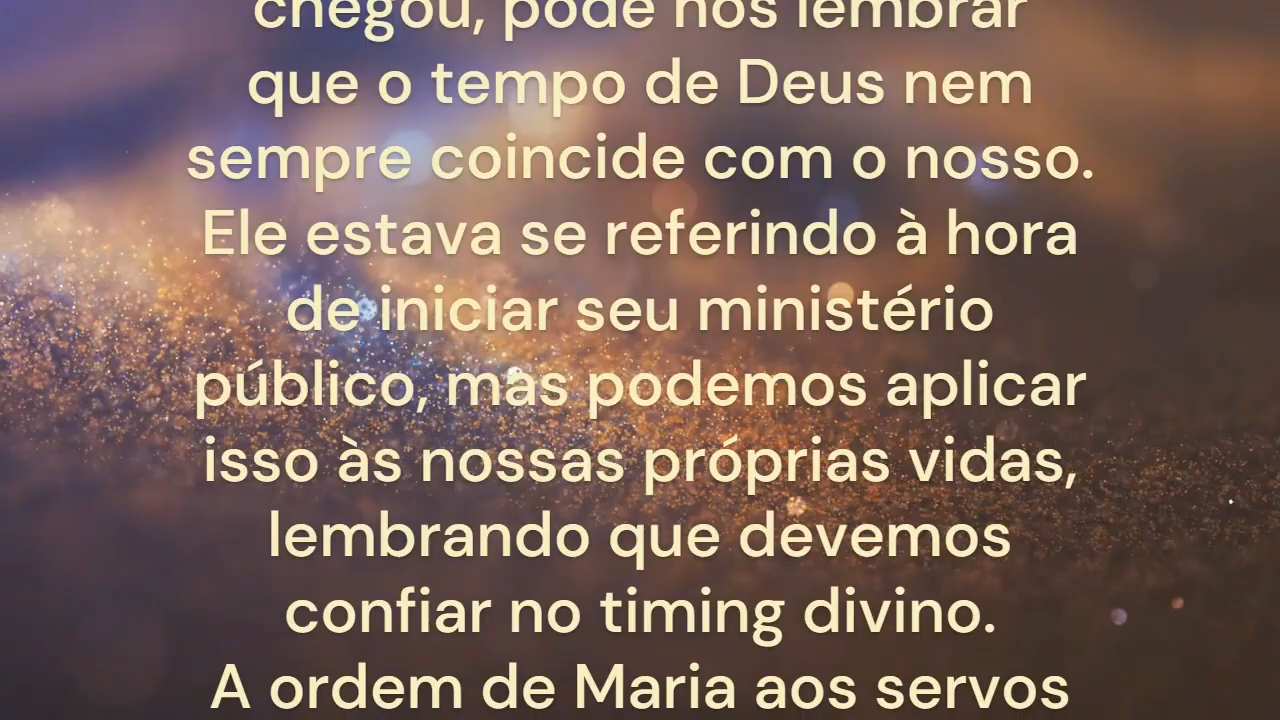 chegou, pode nos lembrar
que o tempo de Deus nem
sempre coincide com o nosso.
Ele estava se referindo à hora
de iniciar seu ministério
público, mas podemos aplicar
isso às nossas próprias vidas,
lembrando que devemos
confiar no timing divino.
A ordem de Maria aos servos